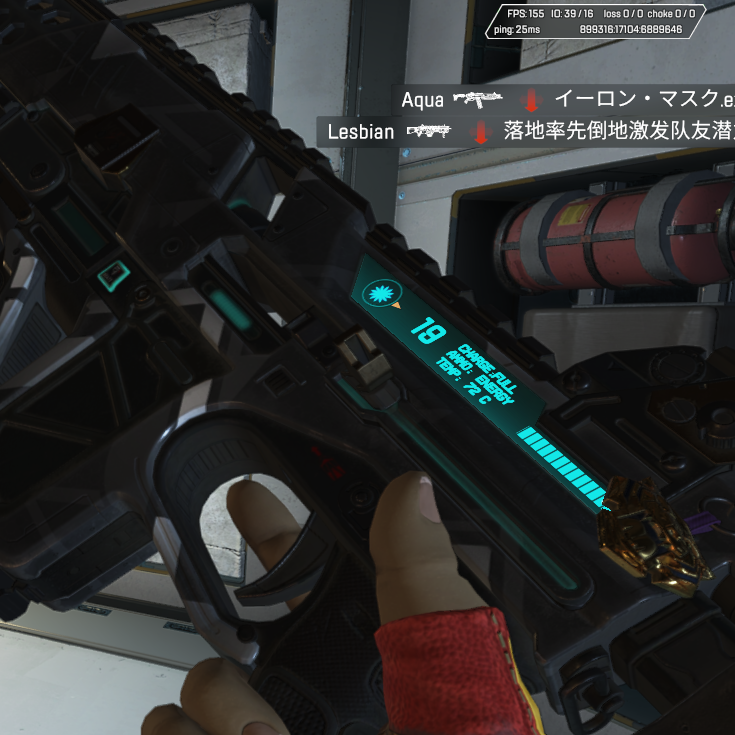 FPS: 155 IO: 39 / 16 loss 0 / 0 choke 0 / 0
ping: 25ms 899316:17104:6889646
Aqua イーロン・マスク.e
Lesbian 落地率先倒地激发队友潜
19
CHARGE:FULL
AMMO: ENERGY
TEMP: 72 C